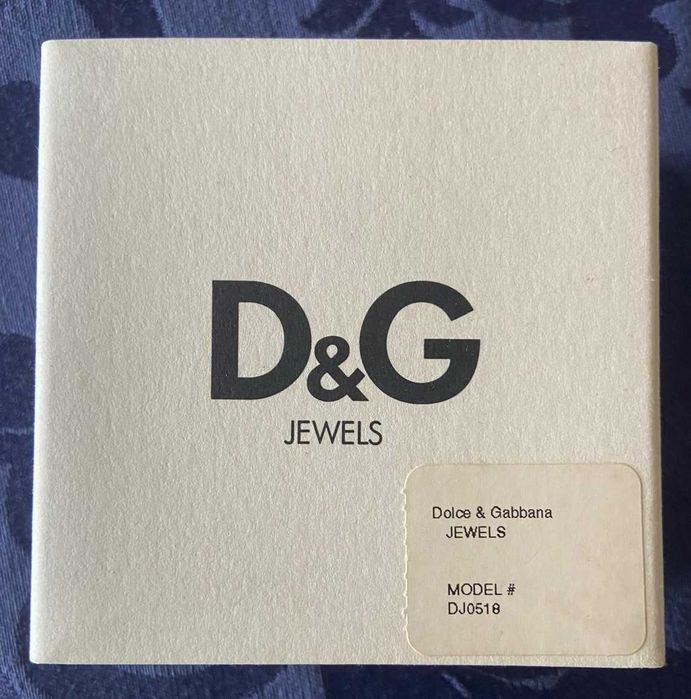 D&G
JEWELS
Dolce & Gabbana
JEWELS
MODEL #
DJ0518